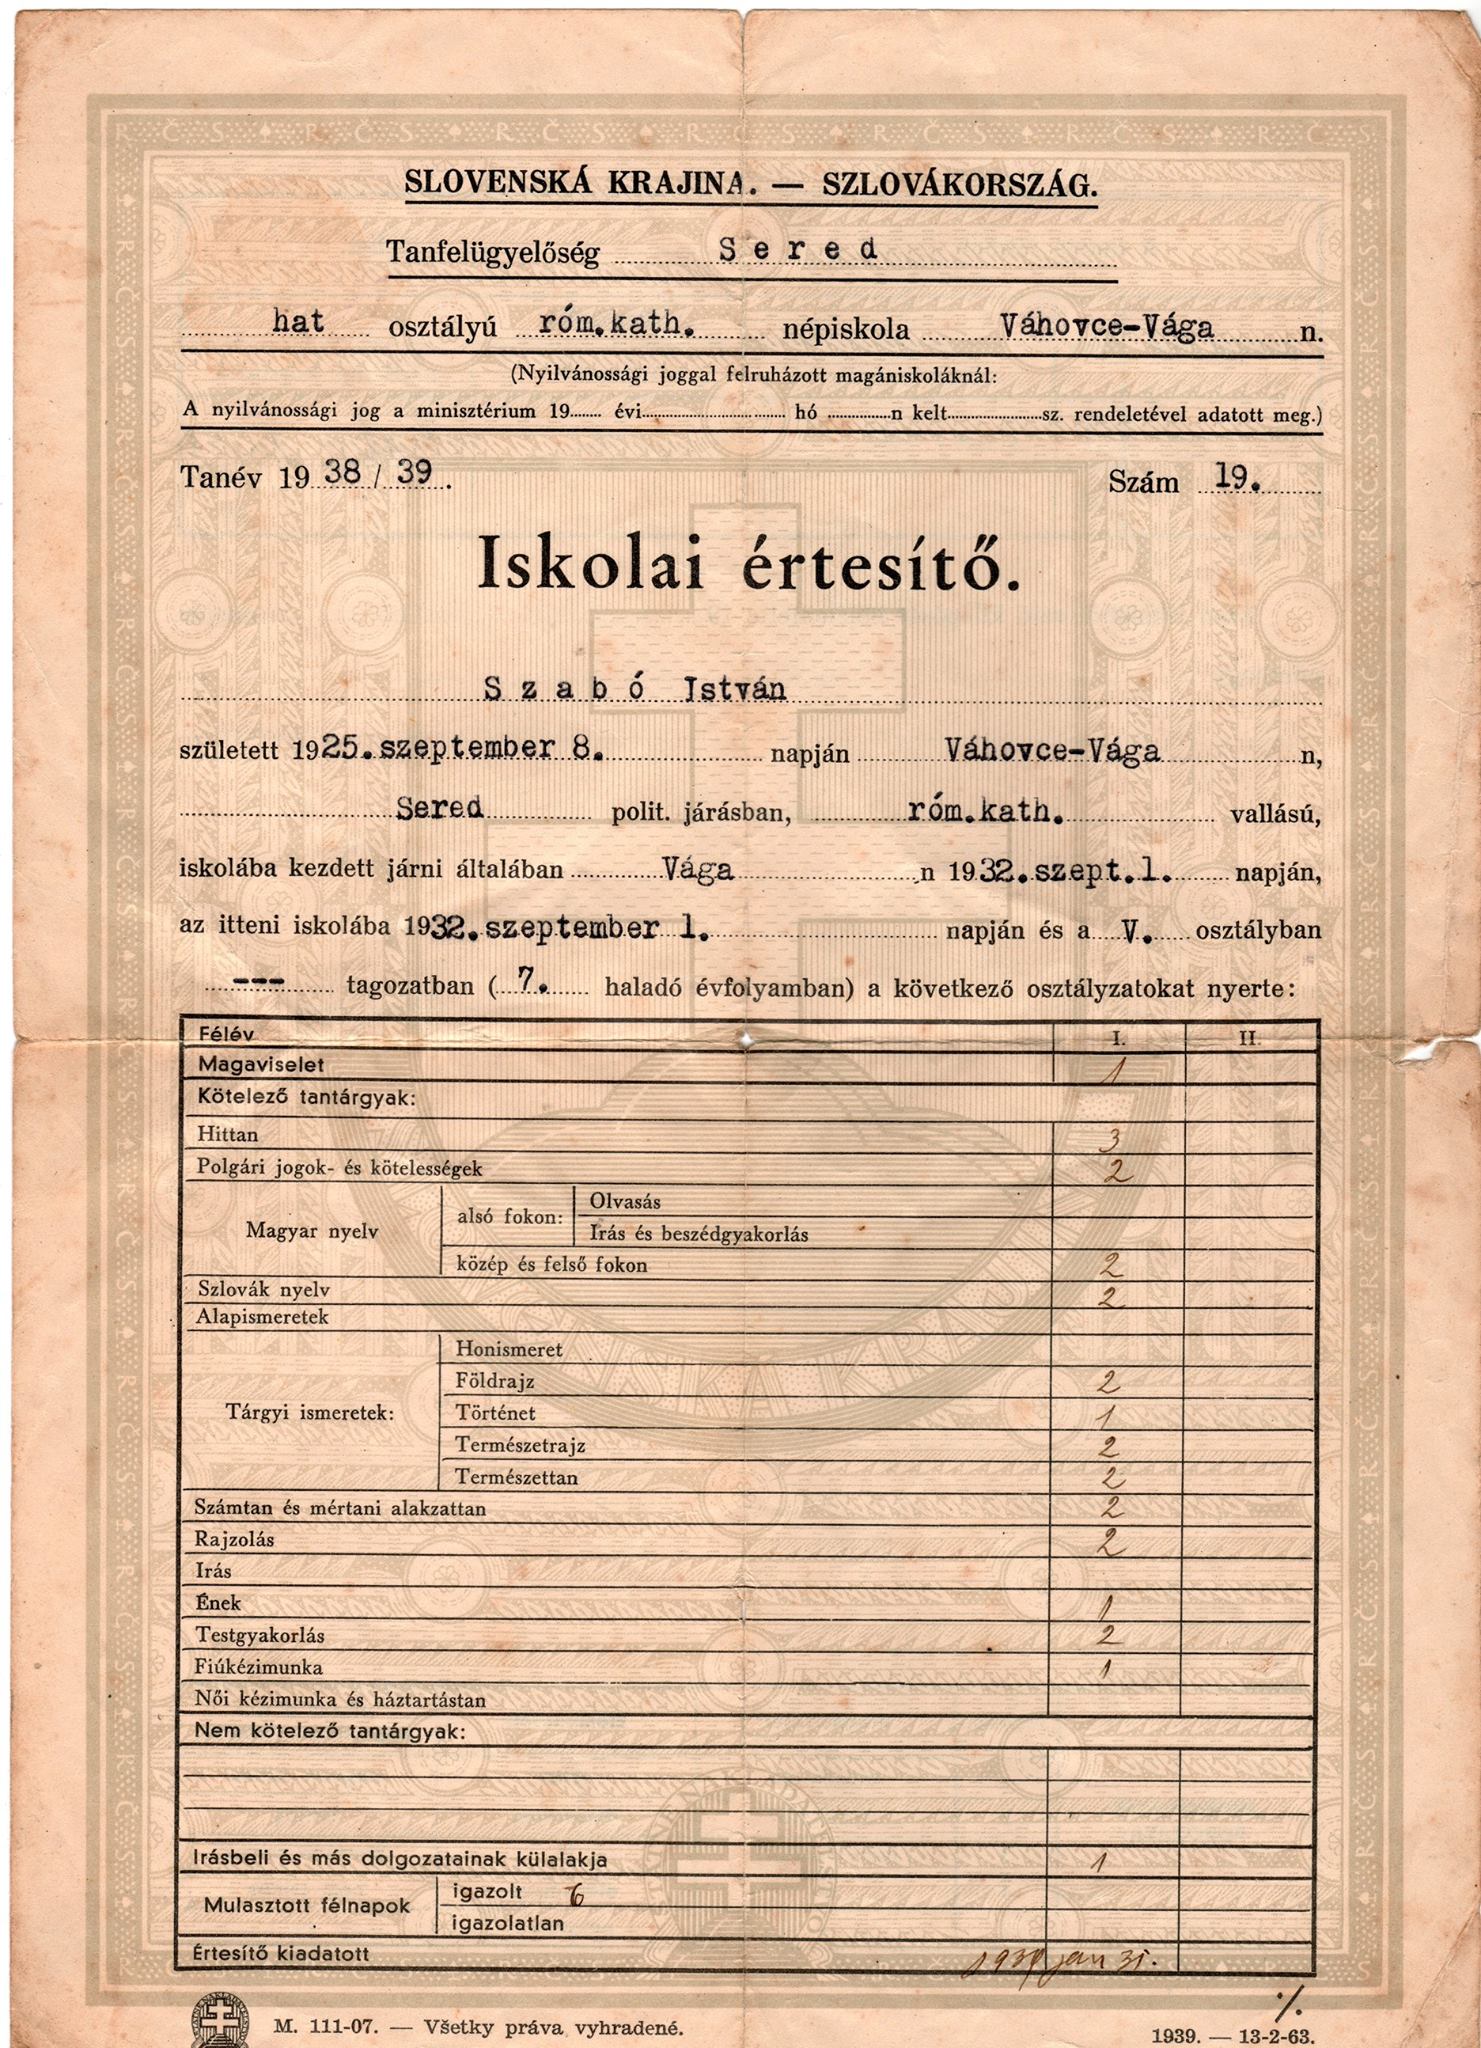 SLOVENSKÁ KRAJINA. — SZLOVÁKORSZÁG.
Tanfelügyelőség Sered
hat osztályú róm.kath. népiskola Váhovce-Vága n.
(Nyilvánossági joggal felruházott magániskoláknál:
A nyilvánossági jog a minisztérium 19 évi hó n kelt sz. rendeletével adatott meg.)
Tanév 19 38 / 39. Szám 19.
Iskolai értesítő.
Szabó István
született 1925. szeptember 8. napján Váhovce-Vága n,
Sered polit. járásban, róm.kath. vallású,
iskolába kezdett járni általában Vága n 1932. szept.1. napján,
az itteni iskolába 1932. szeptember 1. napján és a V. osztályban
--- tagozatban (7. haladó évfolyamban) a következő osztályzatokat nyerte:
Félév I. II.
Magaviselet 1
Kötelező tantárgyak:
Hittan 3
Polgári jogok- és kötelességek 2
Magyar nyelv alsó fokon: Olvasás
Irás és beszédgyakorlás
közép és felső fokon 2
Szlovák nyelv 2
Alapismeretek
Tárgyi ismeretek: Honismeret
Földrajz 2
Történet 1
Természetrajz 2
Természettan 2
Számtan és mértani alakzattan 2
Rajzolás 2
Irás
Ének 1
Testgyakorlás 2
Fiúkézimunka 1
Női kézimunka és háztartástan
Nem kötelező tantárgyak:
Irásbeli és más dolgozatainak külalakja 1
Mulasztott félnapok igazolt 6
igazolatlan
Értesítő kiadatott 1939 jan 31.
./.
M. 111-07. — Všetky práva vyhradené. 1939. — 13-2-63.